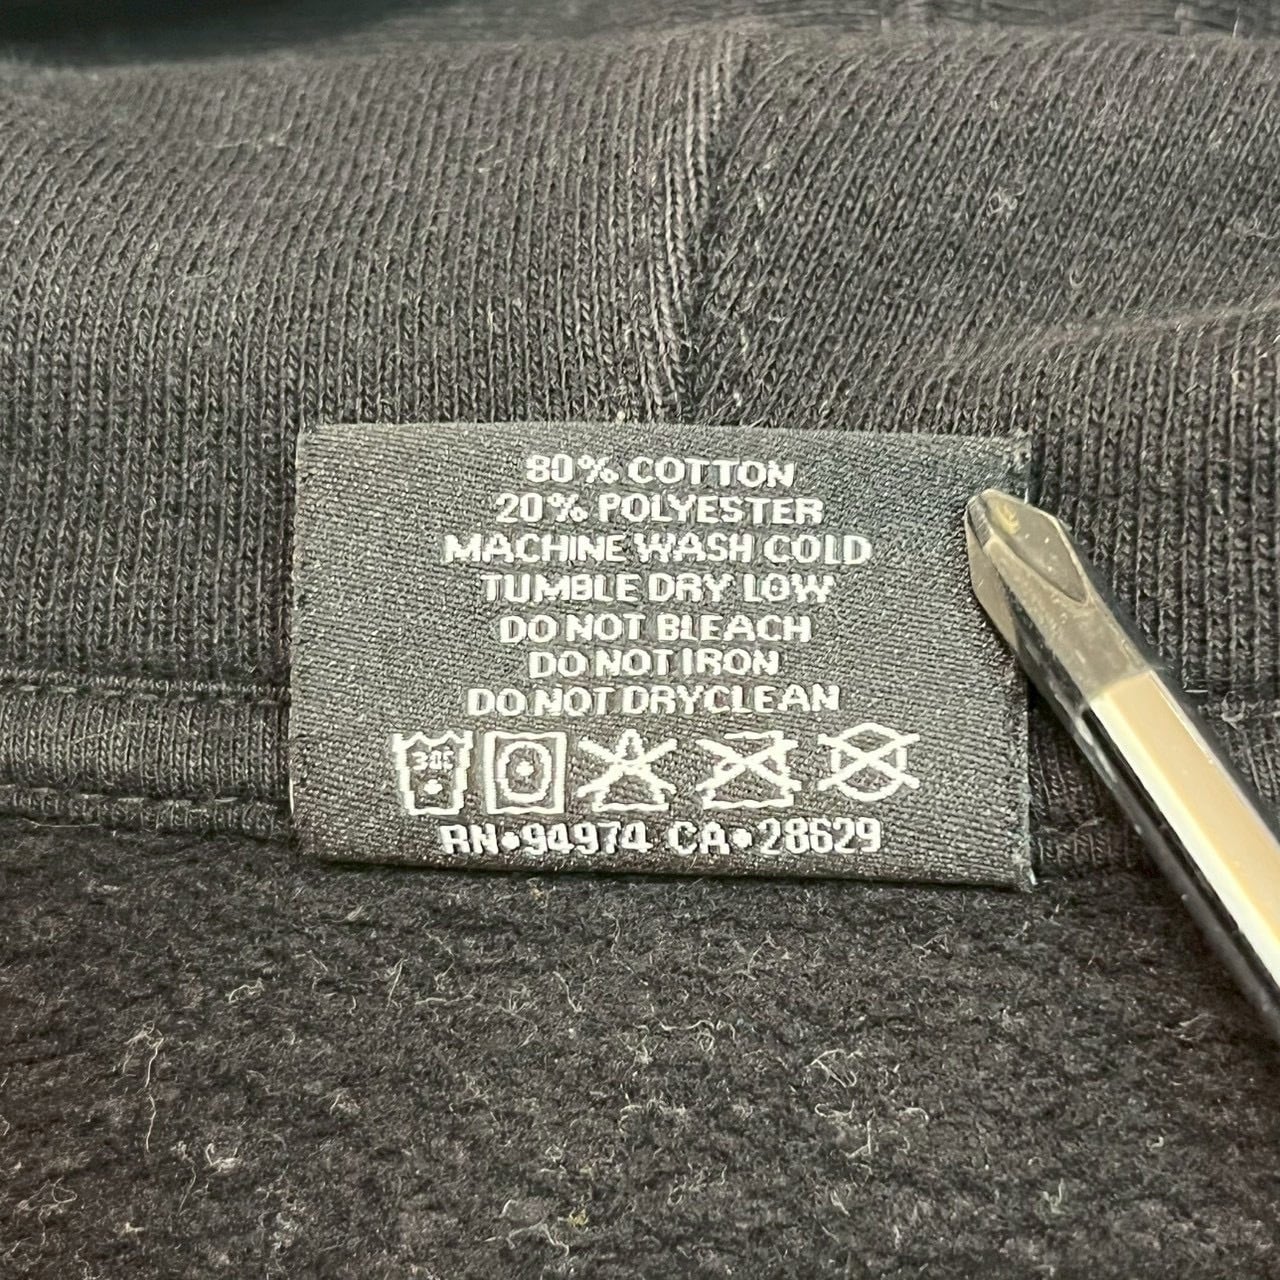 80% COTTON
20% POLYESTER
MACHINE WASH COLD
TUMBLE DRY LOW
DO NOT BLEACH
DO NOT IRON
DO NOT DRYCLEAN
RN•94974 CA•28629